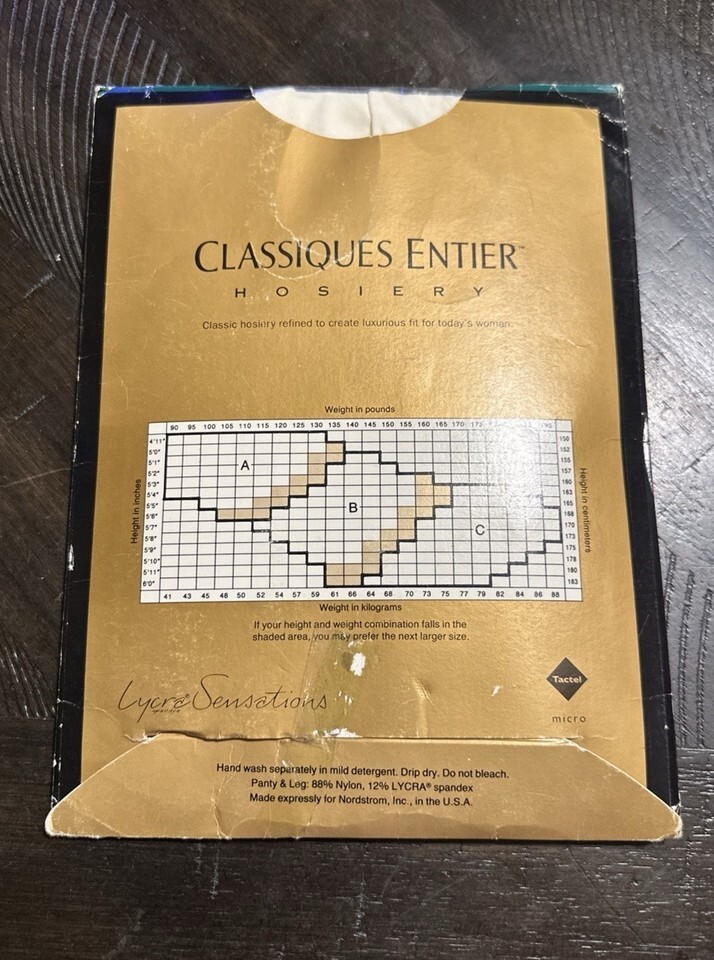 CLASSIQUES ENTIER™
HOSIERY
Classic hosiery refined to create luxurious fit for today's woman.
Weight in pounds
90 95 100 105 110 115 120 125 130 135 140 145 150 155 160 165 170 195
4'11" 150
5'0" 152
5'1" 155
5'2" 157
5'3" 160
5'4" 163
5'5" 165
5'6" 168
5'7" 170
5'8" 173
5'9" 175
5'10" 178
5'11" 180
6'0" 183
Height in inches
Height in centimeters
A
B
C
41 43 45 48 50 52 54 57 59 61 66 64 68 70 73 75 77 79 82 84 86 88
Weight in kilograms
If your height and weight combination falls in the
shaded area, you may prefer the next larger size.
Lycra® Sensations
Tactel
micro
Hand wash separately in mild detergent. Drip dry. Do not bleach.
Panty & Leg: 88% Nylon, 12% LYCRA® spandex
Made expressly for Nordstrom, Inc., in the U.S.A.